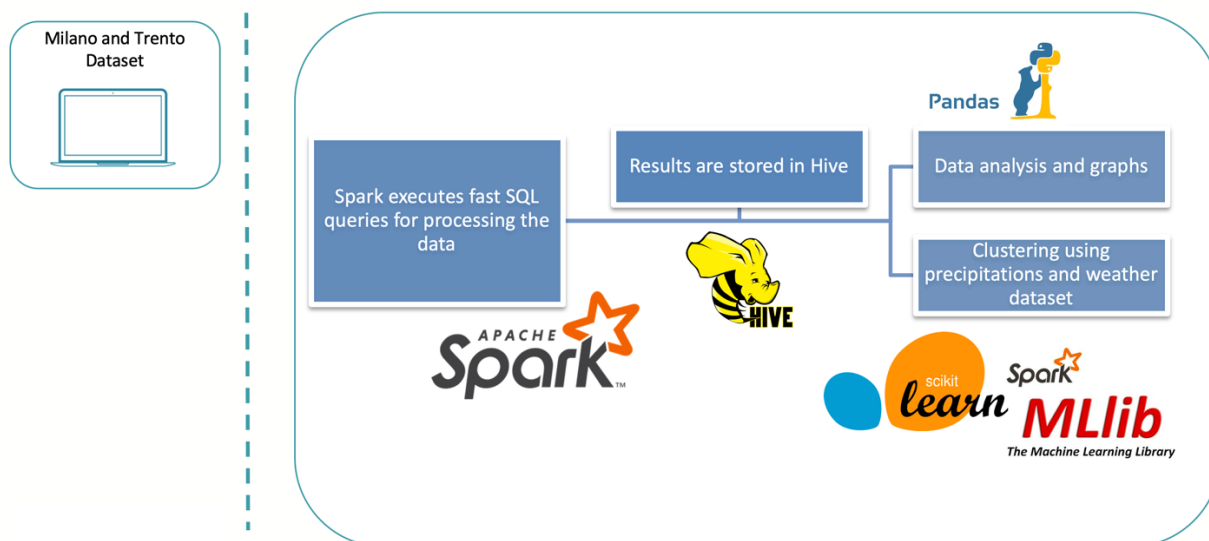 Milano and Trento
Dataset
Pandas
Spark executes fast SQL
queries for processing the
data
Results are stored in Hive
Data analysis and graphs
Clustering using
precipitations and weather
dataset
HIVE
APACHE
Spark™
scikit
learn
Spark
MLlib
The Machine Learning Library